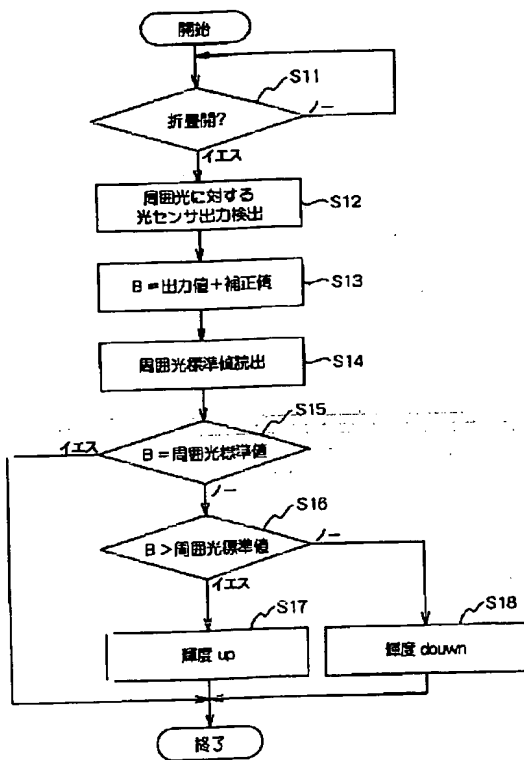 開始
S11
折畳開?
ノー
イエス
周囲光に対する
光センサ出力検出
S12
B=出力値+補正値
S13
周囲光標準値読出
S14
S15
イエス
B=周囲光標準値
ノー
S16
B>周囲光標準値
ノー
イエス
S17
S18
輝度 up
輝度 douwn
終了